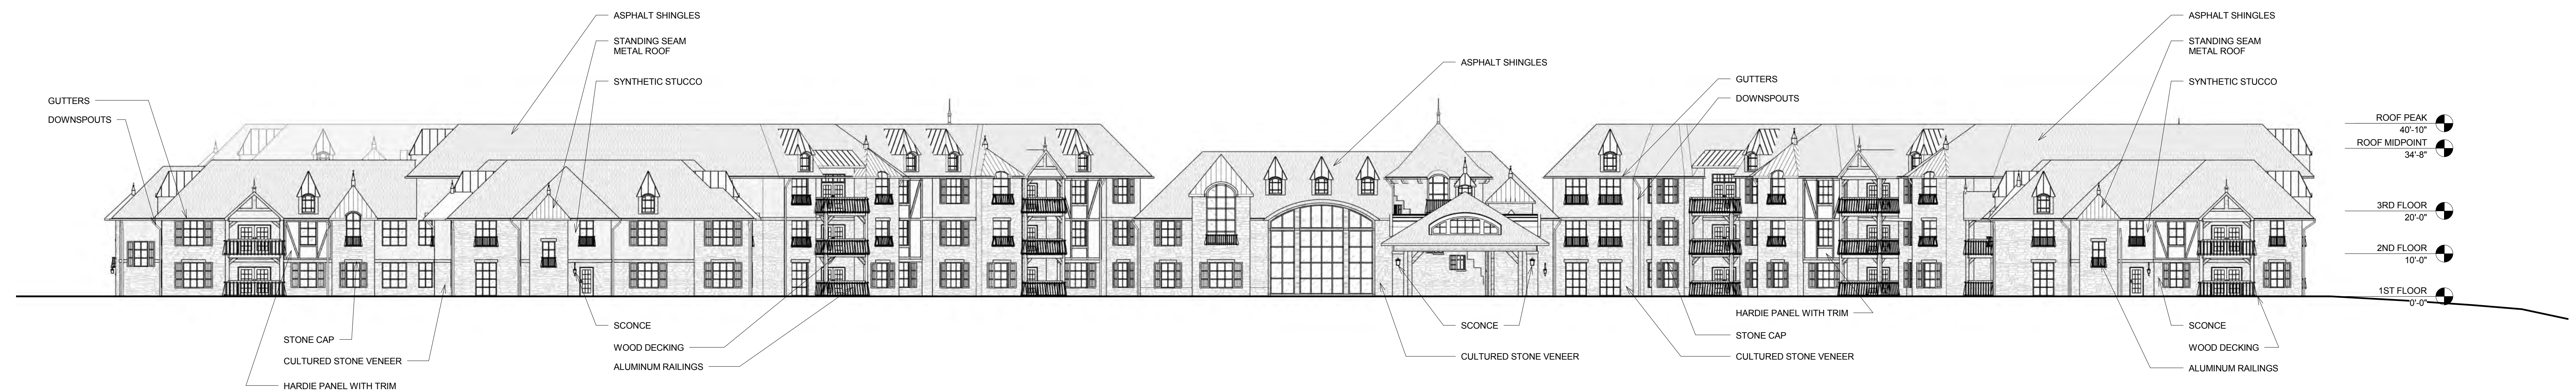 ASPHALT SHINGLES
STANDING SEAM
METAL ROOF
SYNTHETIC STUCCO
GUTTERS
DOWNSPOUTS
ASPHALT SHINGLES
GUTTERS
DOWNSPOUTS
ASPHALT SHINGLES
STANDING SEAM
METAL ROOF
SYNTHETIC STUCCO
ROOF PEAK
40'-10"
ROOF MIDPOINT
34'-8"
3RD FLOOR
20'-0"
2ND FLOOR
10'-0"
1ST FLOOR
0'-0"
STONE CAP
CULTURED STONE VENEER
HARDIE PANEL WITH TRIM
SCONCE
WOOD DECKING
ALUMINUM RAILINGS
SCONCE
CULTURED STONE VENEER
HARDIE PANEL WITH TRIM
STONE CAP
CULTURED STONE VENEER
SCONCE
WOOD DECKING
ALUMINUM RAILINGS